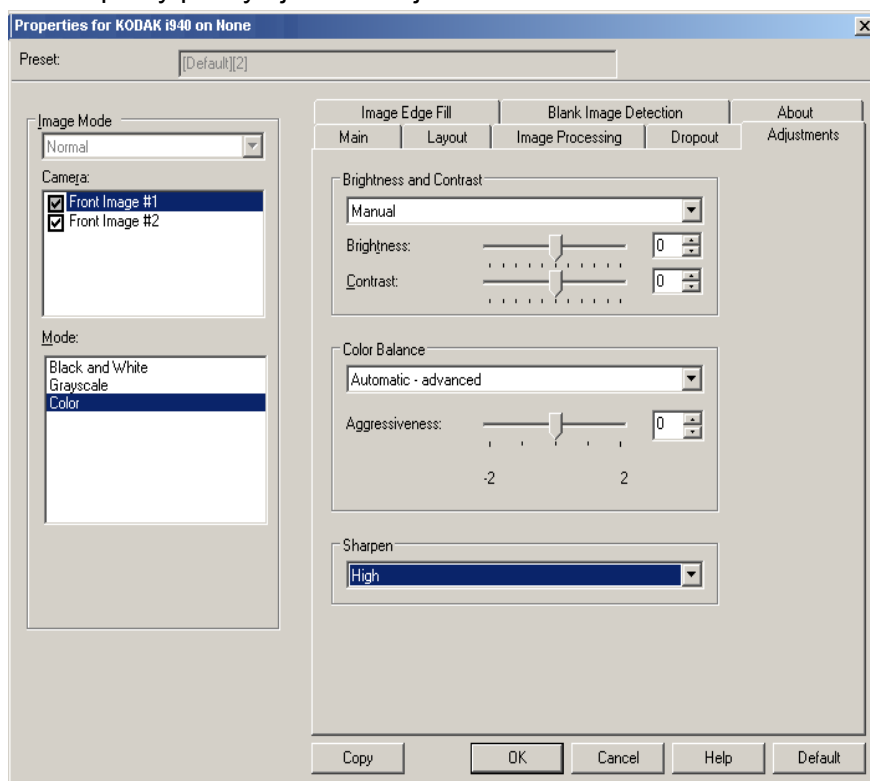 Properties for KODAK i940 on None
Preset:
[Default][2]
Image Mode
Normal
Camera:
Front Image #1
Front Image #2
Mode:
Black and White
Grayscale
Color
Image Edge Fill
Blank Image Detection
About
Main
Layout
Image Processing
Dropout
Adjustments
Brightness and Contrast
Manual
Brightness:
0
Contrast:
0
Color Balance
Automatic - advanced
Aggressiveness:
0
-2
2
Sharpen
High
Copy
OK
Cancel
Help
Default